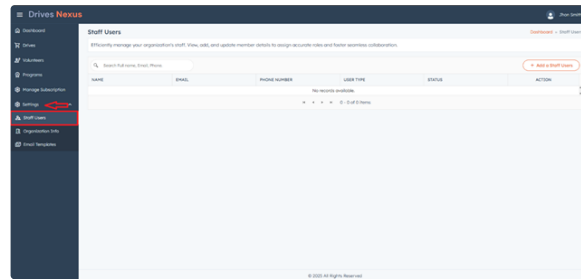 Drives Nexus
Jhon Smith
Dashboard
Drives
Volunteers
Programs
Manage Subscription
Settings
Staff Users
Organization Info
Email Templates
Staff Users
Dashboard • Staff Users
Efficiently manage your organization's staff. View, add, and update member details to assign accurate roles and foster seamless collaboration.
Search Full name, Email, Phone
+ Add a Staff Users
NAME EMAIL PHONE NUMBER USER TYPE STATUS ACTION
No records available.
0 - 0 of 0 items
© 2025 All Rights Reserved.